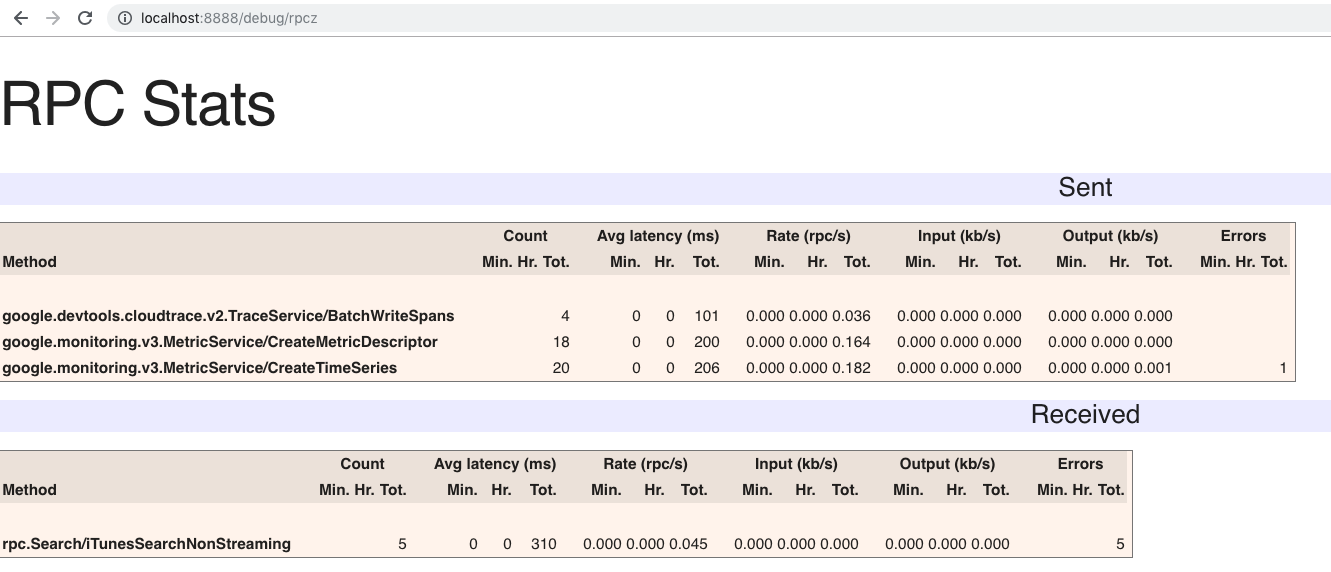 localhost:8888/debug/rpcz
RPC Stats
Sent
Count Avg latency (ms) Rate (rpc/s) Input (kb/s) Output (kb/s) Errors
Method Min. Hr. Tot. Min. Hr. Tot. Min. Hr. Tot. Min. Hr. Tot. Min. Hr. Tot. Min. Hr. Tot.
google.devtools.cloudtrace.v2.TraceService/BatchWriteSpans 4 0 0 101 0.000 0.000 0.036 0.000 0.000 0.000 0.000 0.000 0.000
google.monitoring.v3.MetricService/CreateMetricDescriptor 18 0 0 200 0.000 0.000 0.164 0.000 0.000 0.000 0.000 0.000 0.000
google.monitoring.v3.MetricService/CreateTimeSeries 20 0 0 206 0.000 0.000 0.182 0.000 0.000 0.000 0.000 0.000 0.001 1
Received
Count Avg latency (ms) Rate (rpc/s) Input (kb/s) Output (kb/s) Errors
Method Min. Hr. Tot. Min. Hr. Tot. Min. Hr. Tot. Min. Hr. Tot. Min. Hr. Tot. Min. Hr. Tot.
rpc.Search/iTunesSearchNonStreaming 5 0 0 310 0.000 0.000 0.045 0.000 0.000 0.000 0.000 0.000 0.000 5